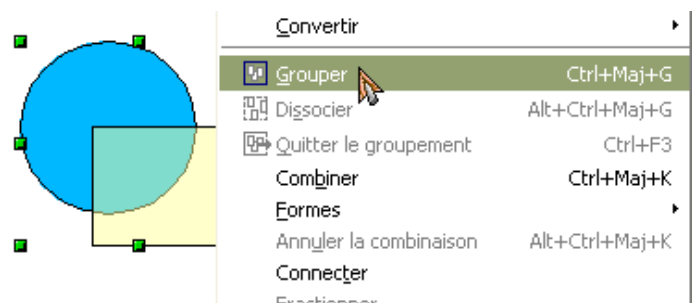 Convertir
Grouper Ctrl+Maj+G
Dissocier Alt+Ctrl+Maj+G
Quitter le groupement Ctrl+F3
Combiner Ctrl+Maj+K
Formes
Annuler la combinaison Alt+Ctrl+Maj+K
Connecter
Fractionner